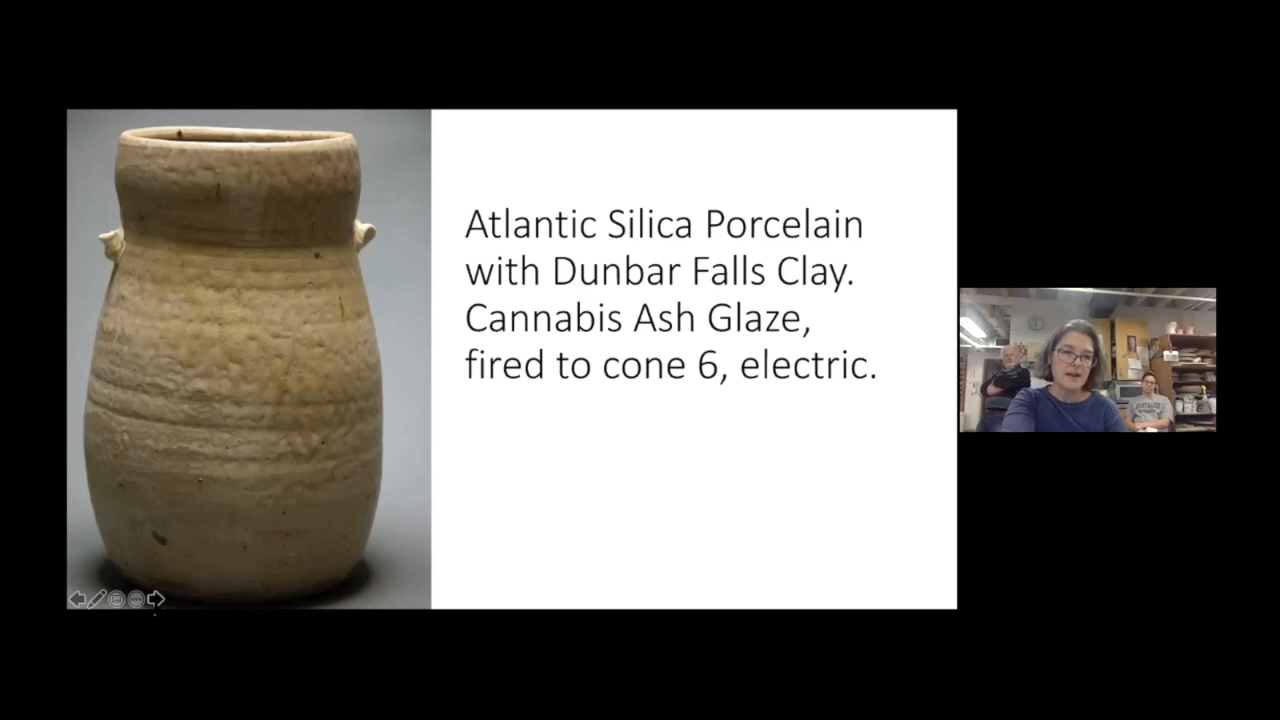 Atlantic Silica Porcelain
with Dunbar Falls Clay.
Cannabis Ash Glaze,
fired to cone 6, electric.